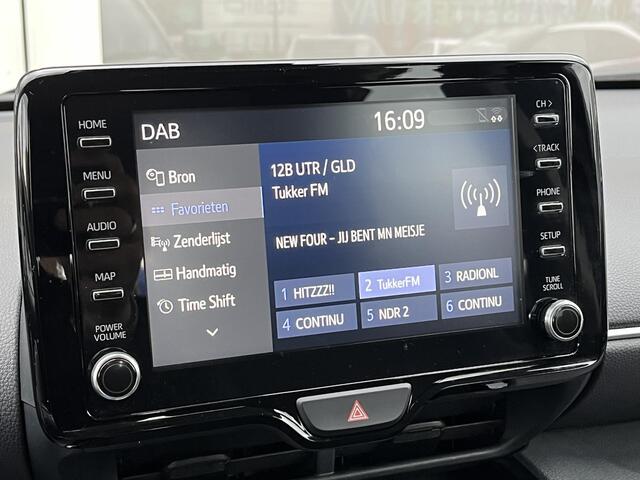 HOME
MENU
AUDIO
MAP
POWER
VOLUME
DAB
16:09
Bron
Favorieten
Zenderlijst
Handmatig
Time Shift
12B UTR / GLD
Tukker FM
NEW FOUR – JIJ BENT MN MEISJE
1 HITZZZ!!
2 TukkerFM
3 RADIONL
4 CONTINU
5 NDR 2
6 CONTINU
CH >
< TRACK
PHONE
SETUP
TUNE
SCROLL